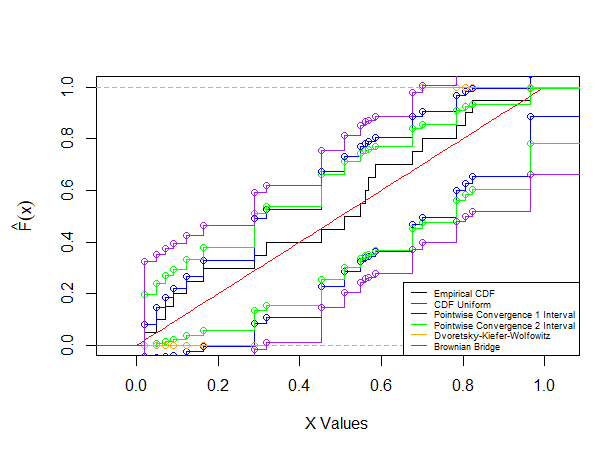 1.0
0.8
0.6
0.4
0.2
0.0
F̂(x)
Empirical CDF
CDF Uniform
Pointwise Convergence 1 Interval
Pointwise Convergence 2 Interval
Dvoretsky-Kiefer-Wolfowitz
Brownian Bridge
0.0 0.2 0.4 0.6 0.8 1.0
X Values